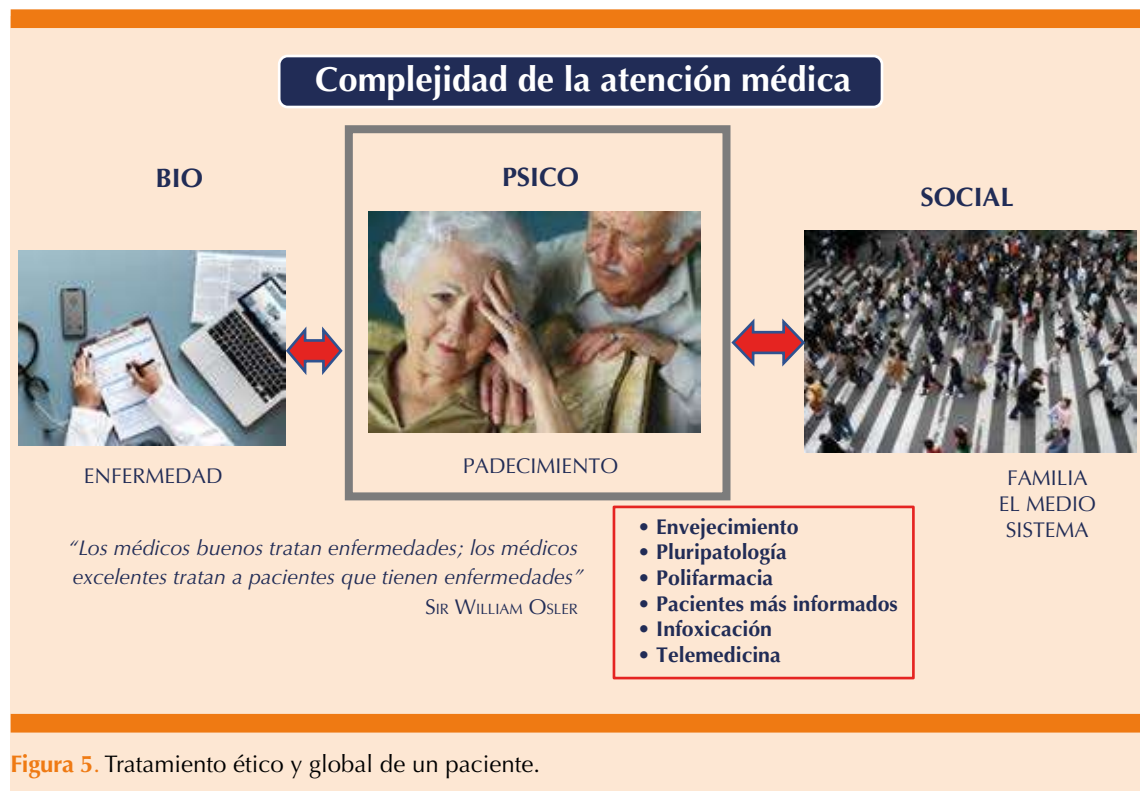 Complejidad de la atención médica
BIO
PSICO
SOCIAL
ENFERMEDAD
PADECIMIENTO
FAMILIA
EL MEDIO
SISTEMA
“Los médicos buenos tratan enfermedades; los médicos
excelentes tratan a pacientes que tienen enfermedades”
Sir William Osler
• Envejecimiento
• Pluripatología
• Polifarmacia
• Pacientes más informados
• Infoxicación
• Telemedicina
Figura 5. Tratamiento ético y global de un paciente.